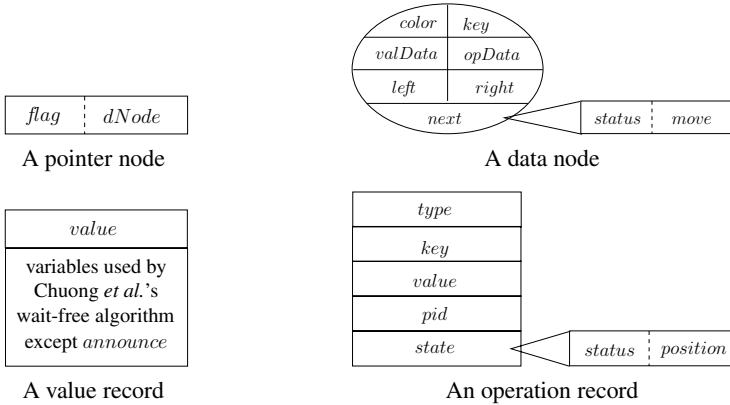 flag dNode
A pointer node
color key
valData opData
left right
next
status move
A data node
value
variables used by
Chuong et al.'s
wait-free algorithm
except announce
A value record
type
key
value
pid
state
status position
An operation record